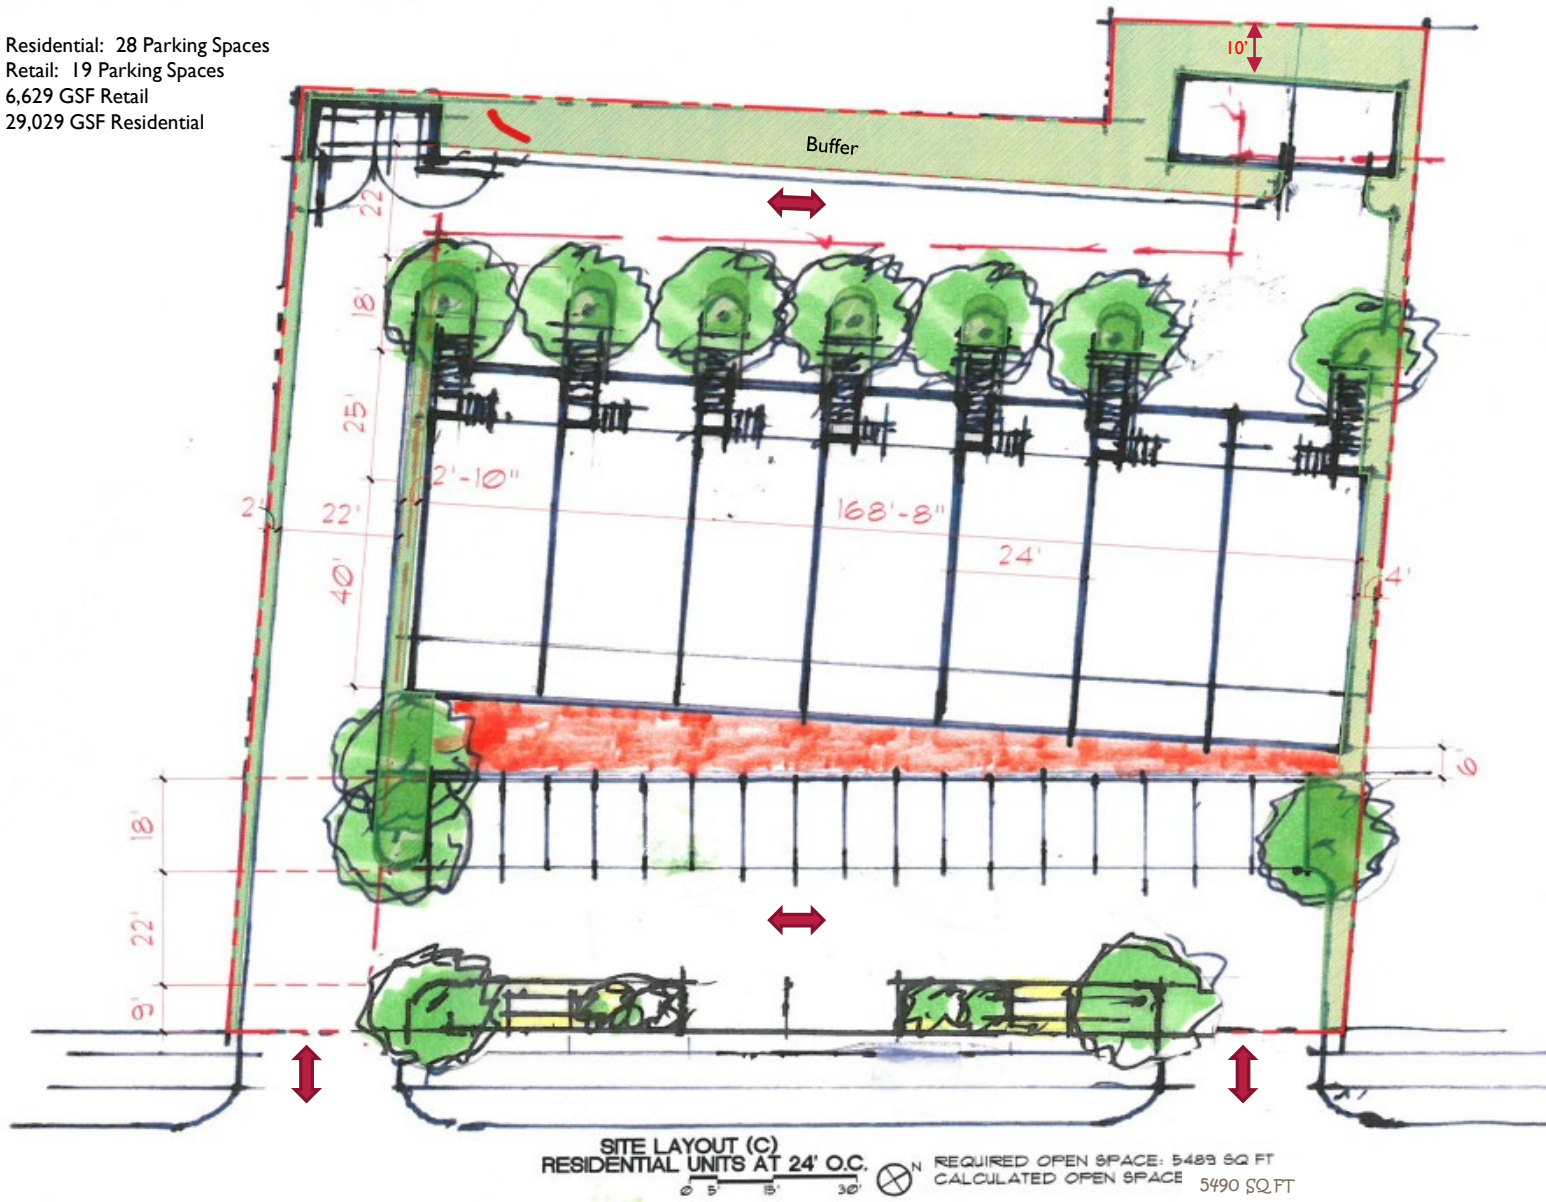 Residential: 28 Parking Spaces
Retail: 19 Parking Spaces
6,629 GSF Retail
29,029 GSF Residential
10'
Buffer
22'
18'
25'
2'-10"
168'-8"
2'
22'
24'
4'
40'
6'
18'
22'
9'
SITE LAYOUT (C)
RESIDENTIAL UNITS AT 24' O.C.
0 5' 15' 30'
N
REQUIRED OPEN SPACE: 5489 SQ FT
CALCULATED OPEN SPACE 5490 SQ FT